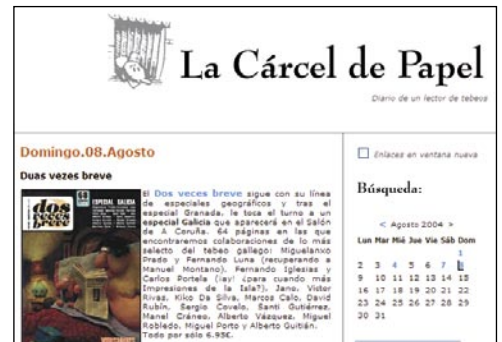 La Cárcel de Papel
Diario de un lector de tebeos
Domingo.08.Agosto
Duas vezes breve
El Dos veces breve sigue con su línea
de especiales geográficos y tras el
especial Granada, le toca el turno a un
especial Galicia que aparecerá en el Salón
de A Coruña. 64 páginas en las que
encontraremos colaboraciones de lo más
selecto del tebeo gallego: Miguelanxo
Prado y Fernando Luna (recuperando a
Manuel Montano), Fernando Iglesias y
Carlos Portela (¡ay! ¿para cuando más
Impresiones de la Isla?), Jano, Victor
Rivas, Kiko Da Silva, Marcos Calo, David
Rubín, Sergio Covelo, Santi Gutiérrez,
Manel Cráneo, Alberto Vázquez, Miguel
Robledo, Miguel Porto y Alberto Guitián.
Todo por sólo 6.95€.
dos
veces
breve
ESPECIAL GALICIA
Enlaces en ventana nueva
Búsqueda:
< Agosto 2004 >
Lun Mar Mié Jue Vie Sáb Dom
1
2 3 4 5 6 7 8
9 10 11 12 13 14 15
16 17 18 19 20 21 22
23 24 25 26 27 28 29
30 31